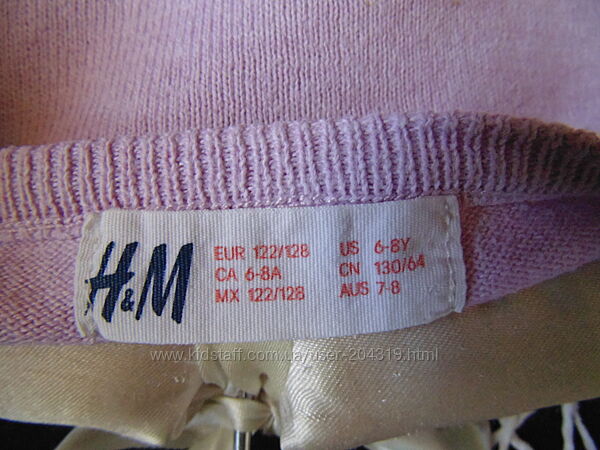 H&M
EUR 122/128 US 6-8Y
CA 6-8A CN 130/64
MX 122/128 AUS 7-8
www.kidstaff.com.ua/user-204319.html